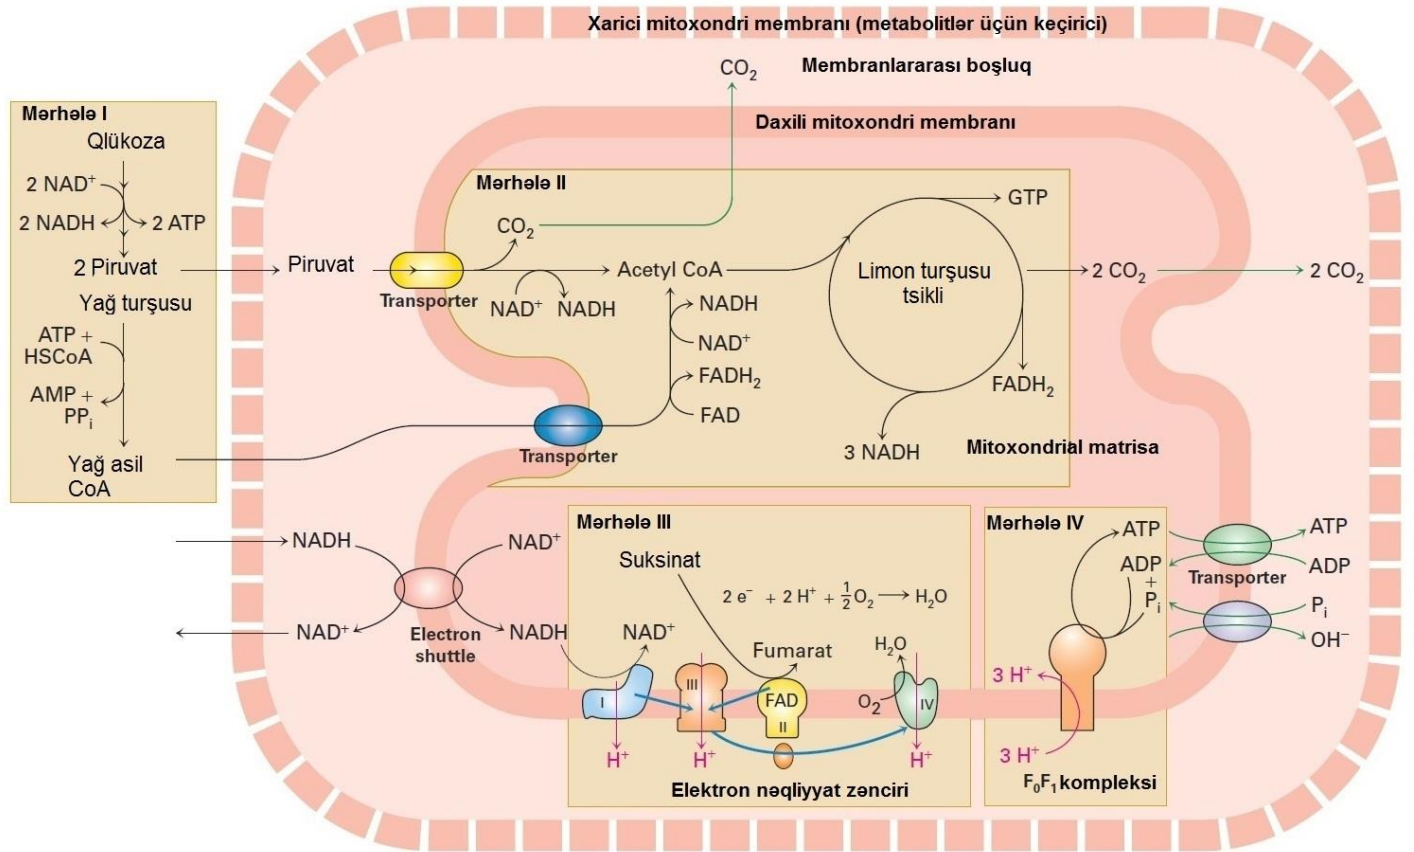 Xarici mitoxondri membranı (metabolitlər üçün keçirici)
CO₂
Membranlararası boşluq
Daxili mitoxondri membranı
Mərhələ I
Qlükoza
2 NAD⁺
2 NADH
2 ATP
2 Piruvat
Yağ turşusu
ATP +
HSCoA
AMP +
PPᵢ
Yağ asil
CoA
Piruvat
Transporter
Mərhələ II
CO₂
NAD⁺
NADH
Acetyl CoA
NADH
NAD⁺
FADH₂
FAD
Transporter
Limon turşusu
tsikli
GTP
2 CO₂
2 CO₂
FADH₂
3 NADH
Mitoxondrial matrisa
NADH
NAD⁺
NAD⁺
NADH
Electron
shuttle
Mərhələ III
Suksinat
2 e⁻ + 2 H⁺ + ½O₂ → H₂O
NAD⁺
Fumarat
H₂O
O₂
I
III
FAD
II
IV
H⁺
H⁺
H⁺
Elektron nəqliyyat zənciri
Mərhələ IV
ATP
ADP
+
Pᵢ
3 H⁺
3 H⁺
F₀F₁ kompleksi
Transporter
ATP
ADP
Pᵢ
OH⁻